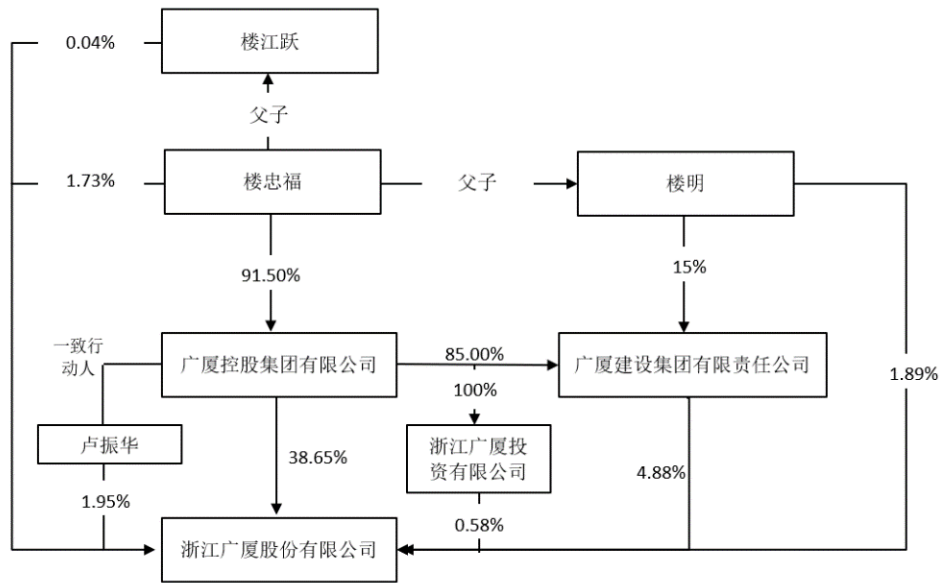 0.04%
楼江跃
父子
1.73%
楼忠福
父子
楼明
91.50%
15%
一致行
动人
广厦控股集团有限公司
85.00%
广厦建设集团有限责任公司
1.89%
100%
卢振华
38.65%
浙江广厦投
资有限公司
4.88%
1.95%
0.58%
浙江广厦股份有限公司